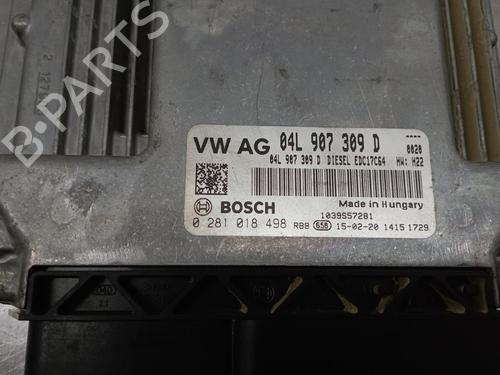 VW AG 04L 907 309 D 0020
04L 907 309 D DIESEL EDC17C64 HW: H22
BOSCH
Made in Hungary
1039S57281
0 281 018 498 RBB 658 15-02-20 1415 1729
B-Parts